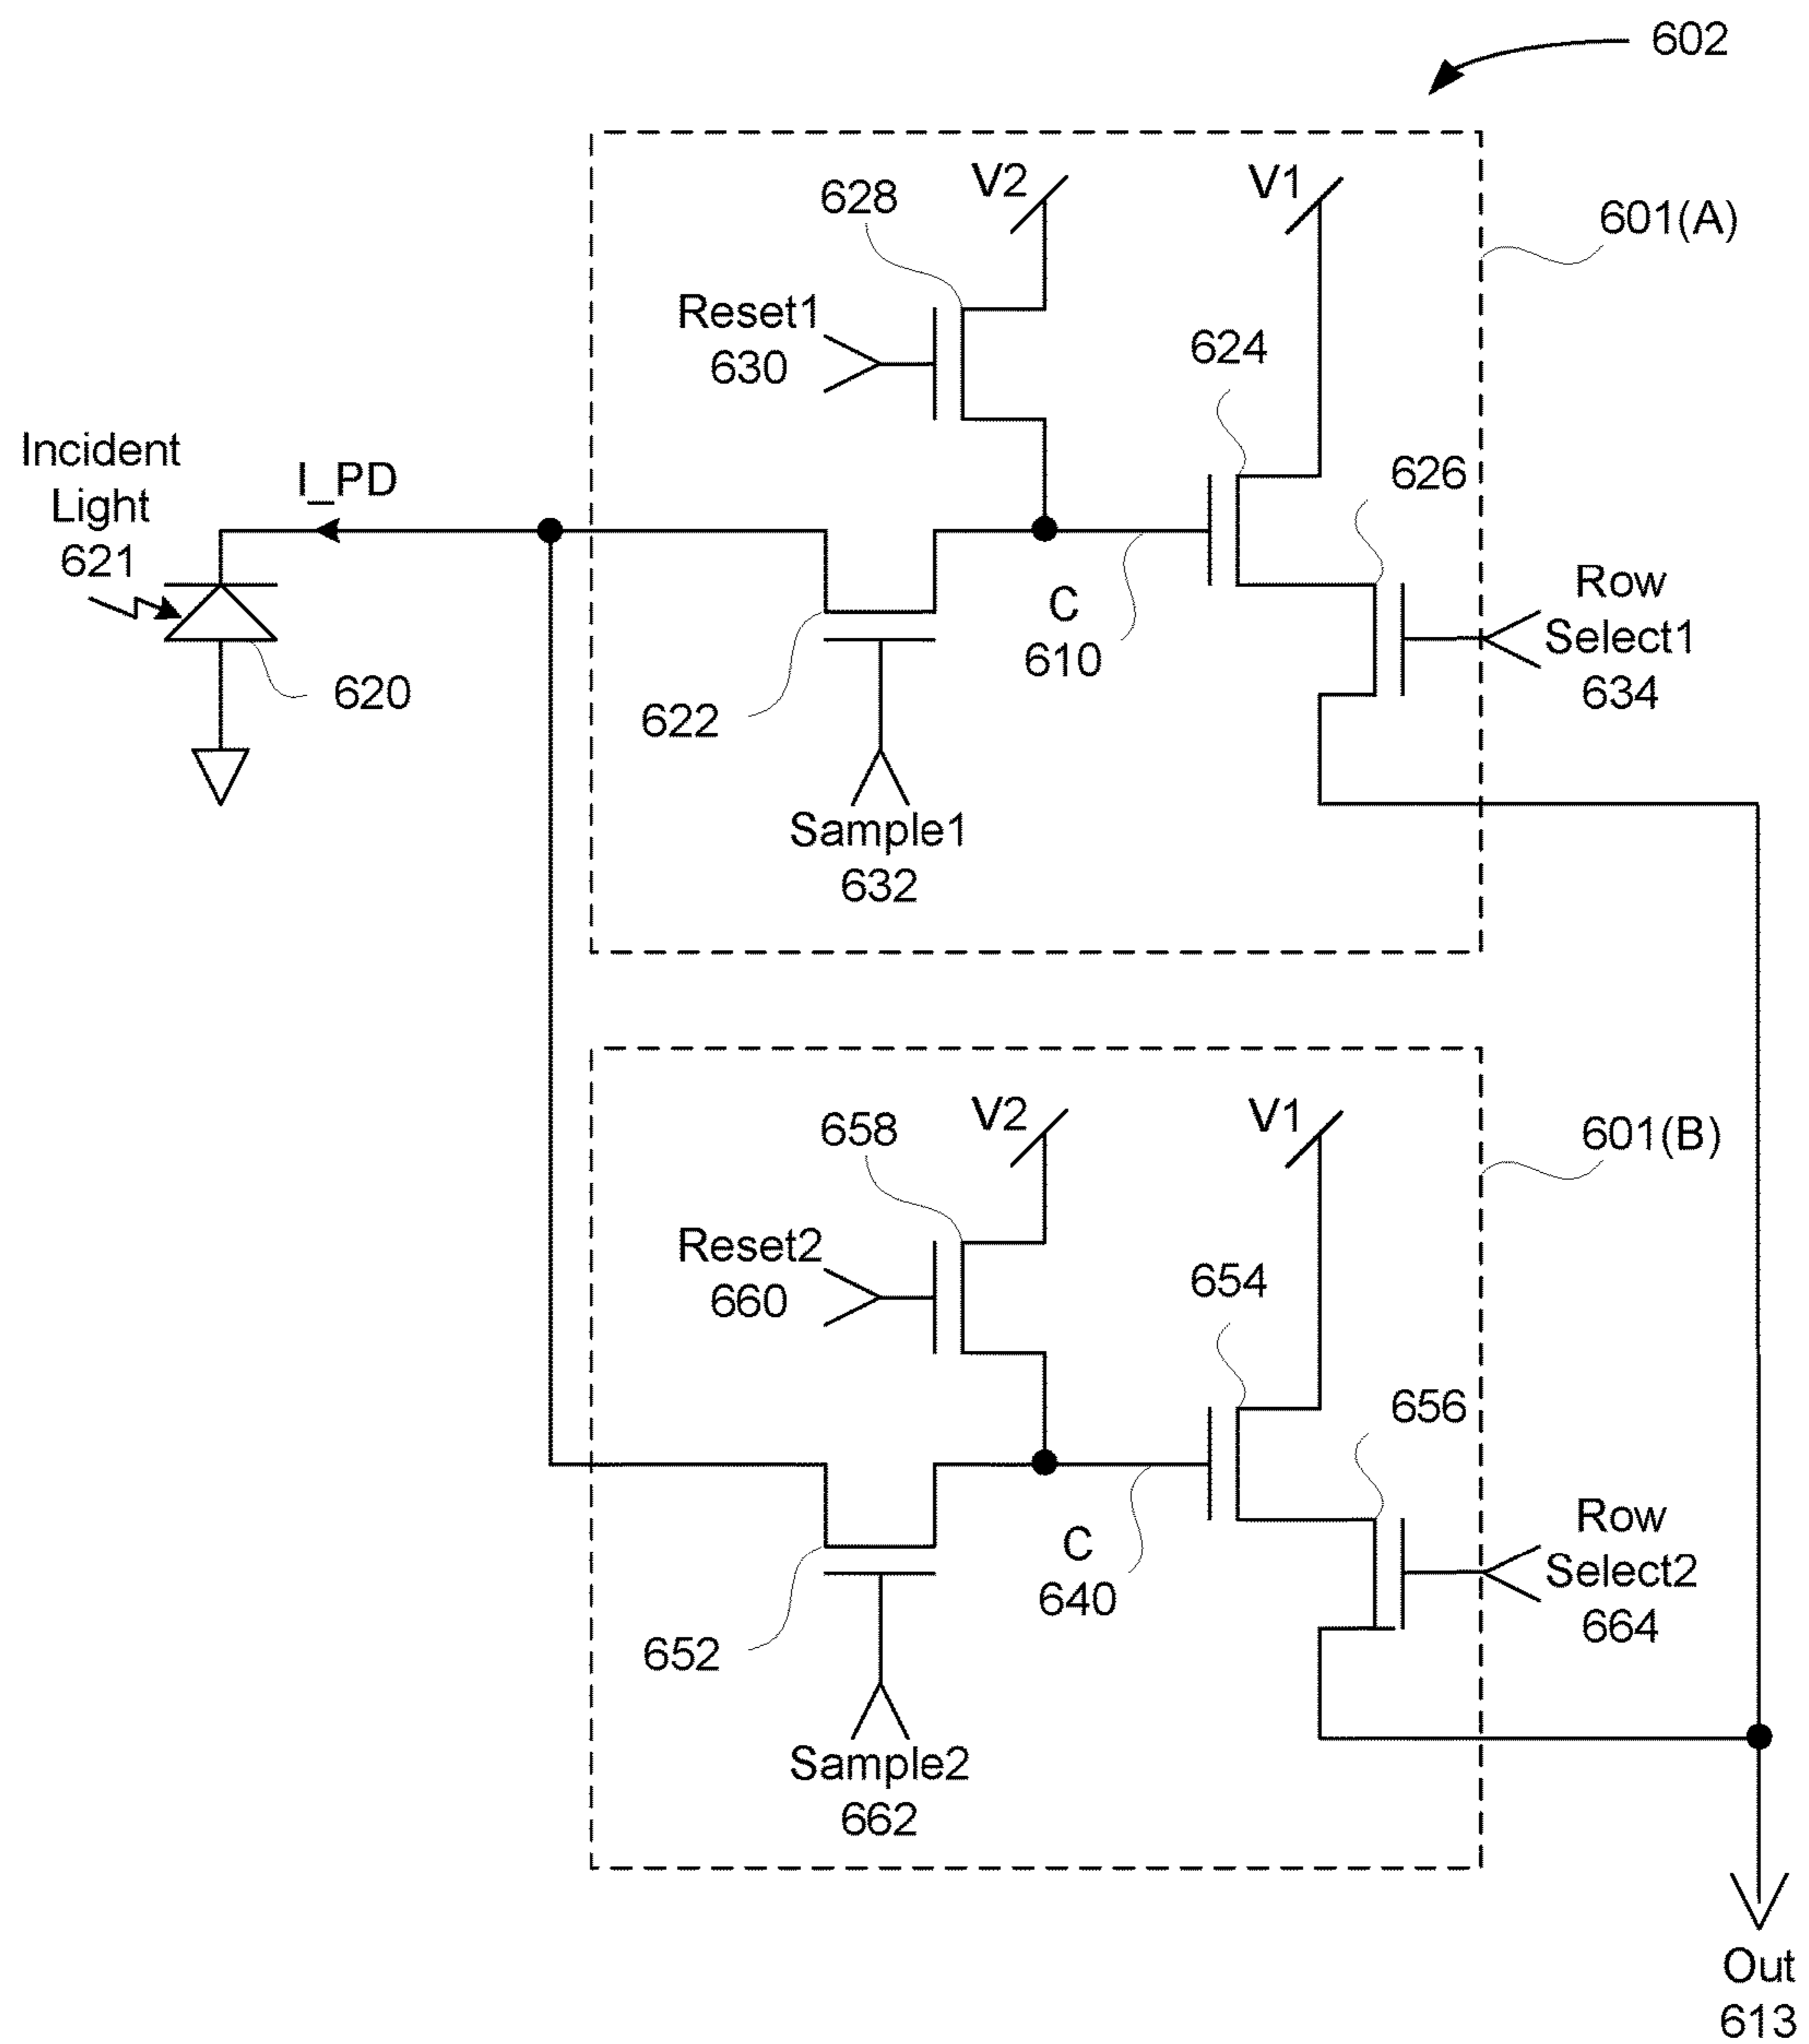 602
V2
V1
628
601(A)
Reset1
630
624
Incident
Light
621
I_PD
626
C
610
Row
Select1
634
620
622
Sample1
632
V2
V1
658
601(B)
Reset2
660
654
656
C
640
Row
Select2
664
652
Sample2
662
Out
613